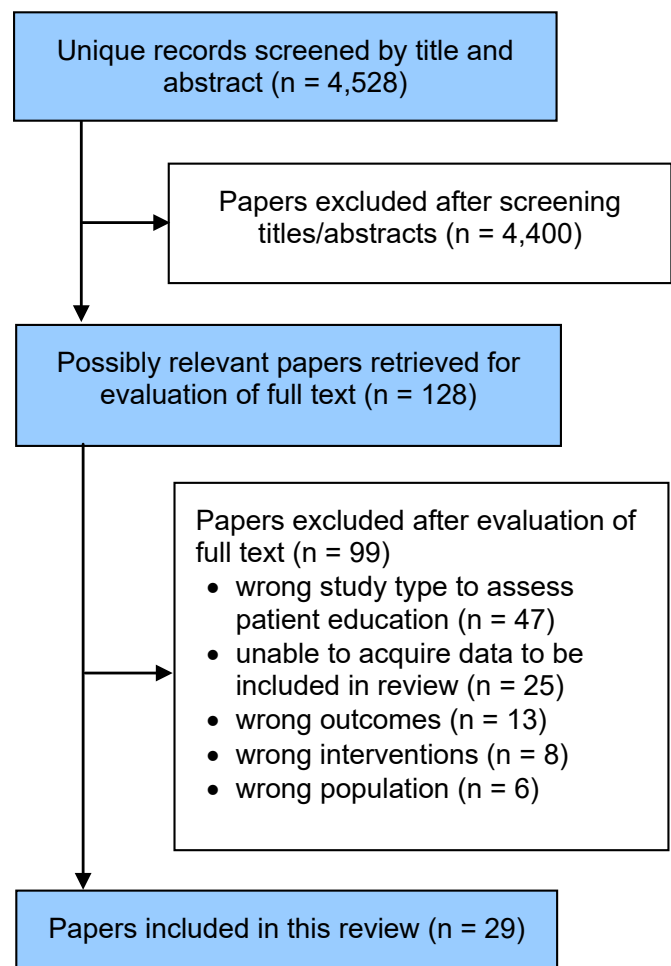 Unique records screened by title and
abstract (n = 4,528)
Papers excluded after screening
titles/abstracts (n = 4,400)
Possibly relevant papers retrieved for
evaluation of full text (n = 128)
Papers excluded after evaluation of
full text (n = 99)
• wrong study type to assess
patient education (n = 47)
• unable to acquire data to be
included in review (n = 25)
• wrong outcomes (n = 13)
• wrong interventions (n = 8)
• wrong population (n = 6)
Papers included in this review (n = 29)